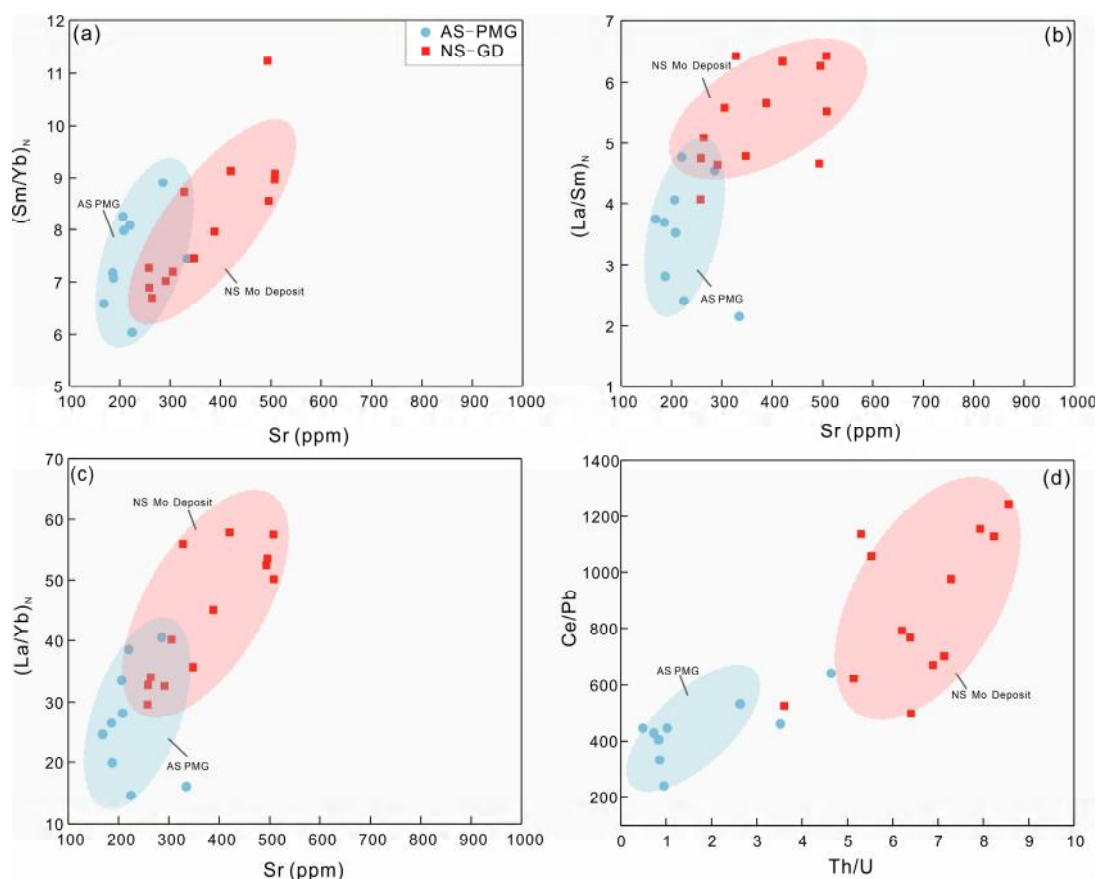 (a)
AS-PMG
NS-GD
12
11
10
9
8
7
6
5
(Sm/Yb)N
AS PMG
NS Mo Deposit
100 200 300 400 500 600 700 800 900 1000
Sr (ppm)
(b)
7
6
5
4
3
2
1
(La/Sm)N
NS Mo Deposit
AS PMG
100 200 300 400 500 600 700 800 900 1000
Sr (ppm)
(c)
70
60
50
40
30
20
10
(La/Yb)N
NS Mo Deposit
AS PMG
100 200 300 400 500 600 700 800 900 1000
Sr (ppm)
(d)
1400
1200
1000
800
600
400
200
Ce/Pb
AS PMG
NS Mo Deposit
0 1 2 3 4 5 6 7 8 9 10
Th/U